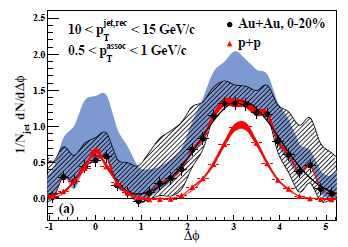 10 < p_T^jet,rec < 15 GeV/c
0.5 < p_T^assoc < 1 GeV/c
Au+Au, 0-20%
p+p
1/N_jet dN/dΔϕ
2.5
2.0
1.5
1.0
0.5
0.0
(a)
-1 0 1 2 3 4 5
Δϕ